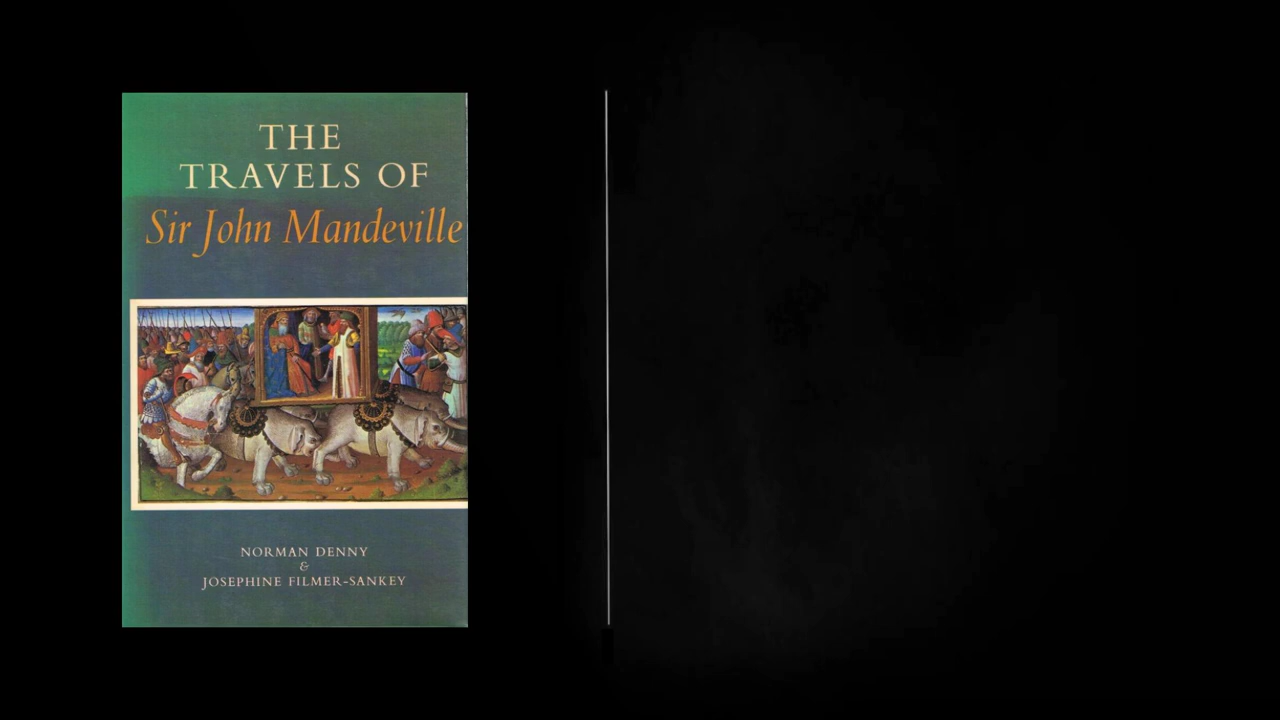 THE
TRAVELS OF
Sir John Mandeville
NORMAN DENNY
&
JOSEPHINE FILMER-SANKEY